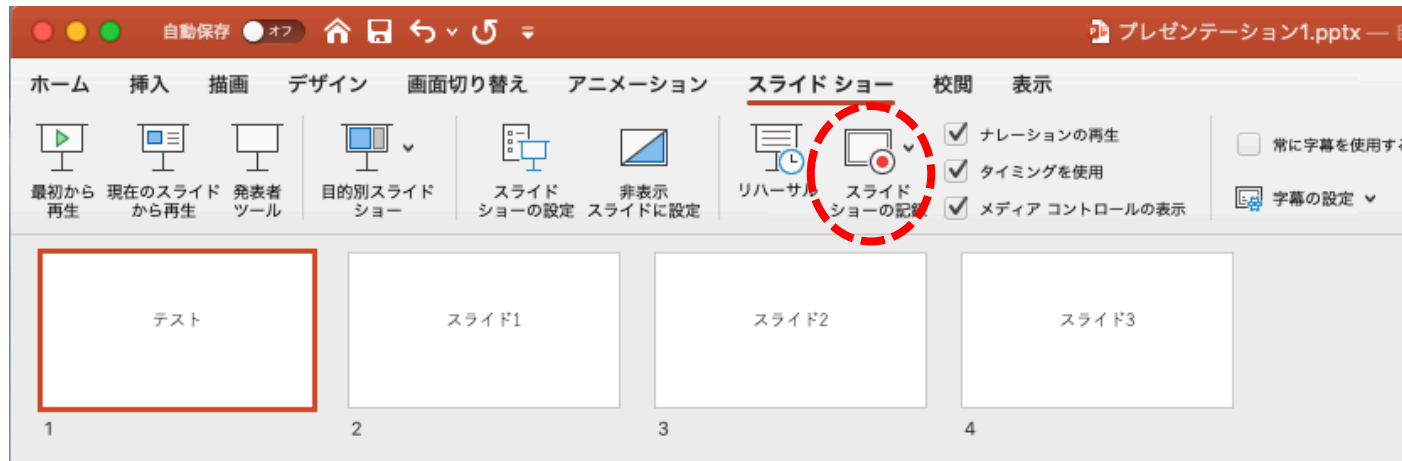 自動保存 オフ
プレゼンテーション1.pptx —
ホーム 挿入 描画 デザイン 画面切り替え アニメーション スライド ショー 校閲 表示
最初から
再生
現在のスライド
から再生
発表者
ツール
目的別スライド
ショー
スライド
ショーの設定
非表示
スライドに設定
リハーサル
スライド
ショーの記録
ナレーションの再生
タイミングを使用
メディア コントロールの表示
常に字幕を使用する
字幕の設定
テスト
1
スライド1
2
スライド2
3
スライド3
4